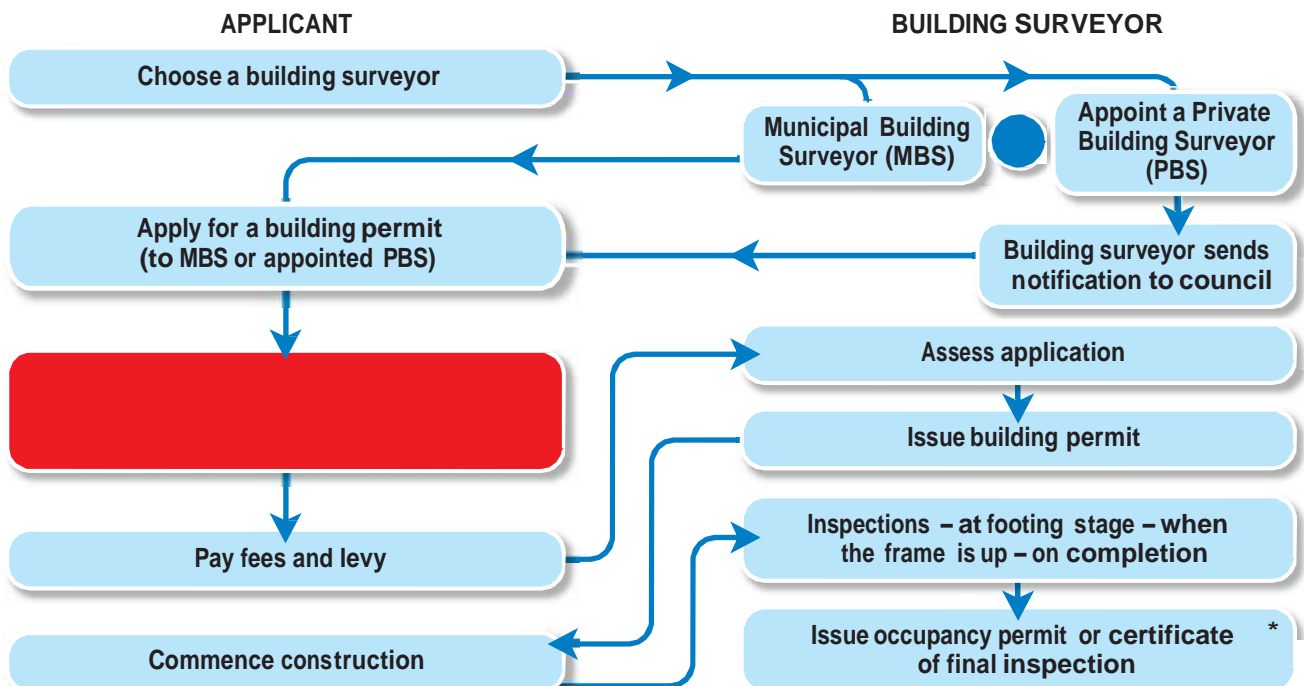 APPLICANT
BUILDING SURVEYOR
Choose a building surveyor
Municipal Building
Surveyor (MBS)
Appoint a Private
Building Surveyor
(PBS)
Apply for a building permit
(to MBS or appointed PBS)
Building surveyor sends
notification to council
Assess application
Issue building permit
Pay fees and levy
Inspections – at footing stage – when
the frame is up – on completion
Commence construction
Issue occupancy permit or certificate *
of final inspection